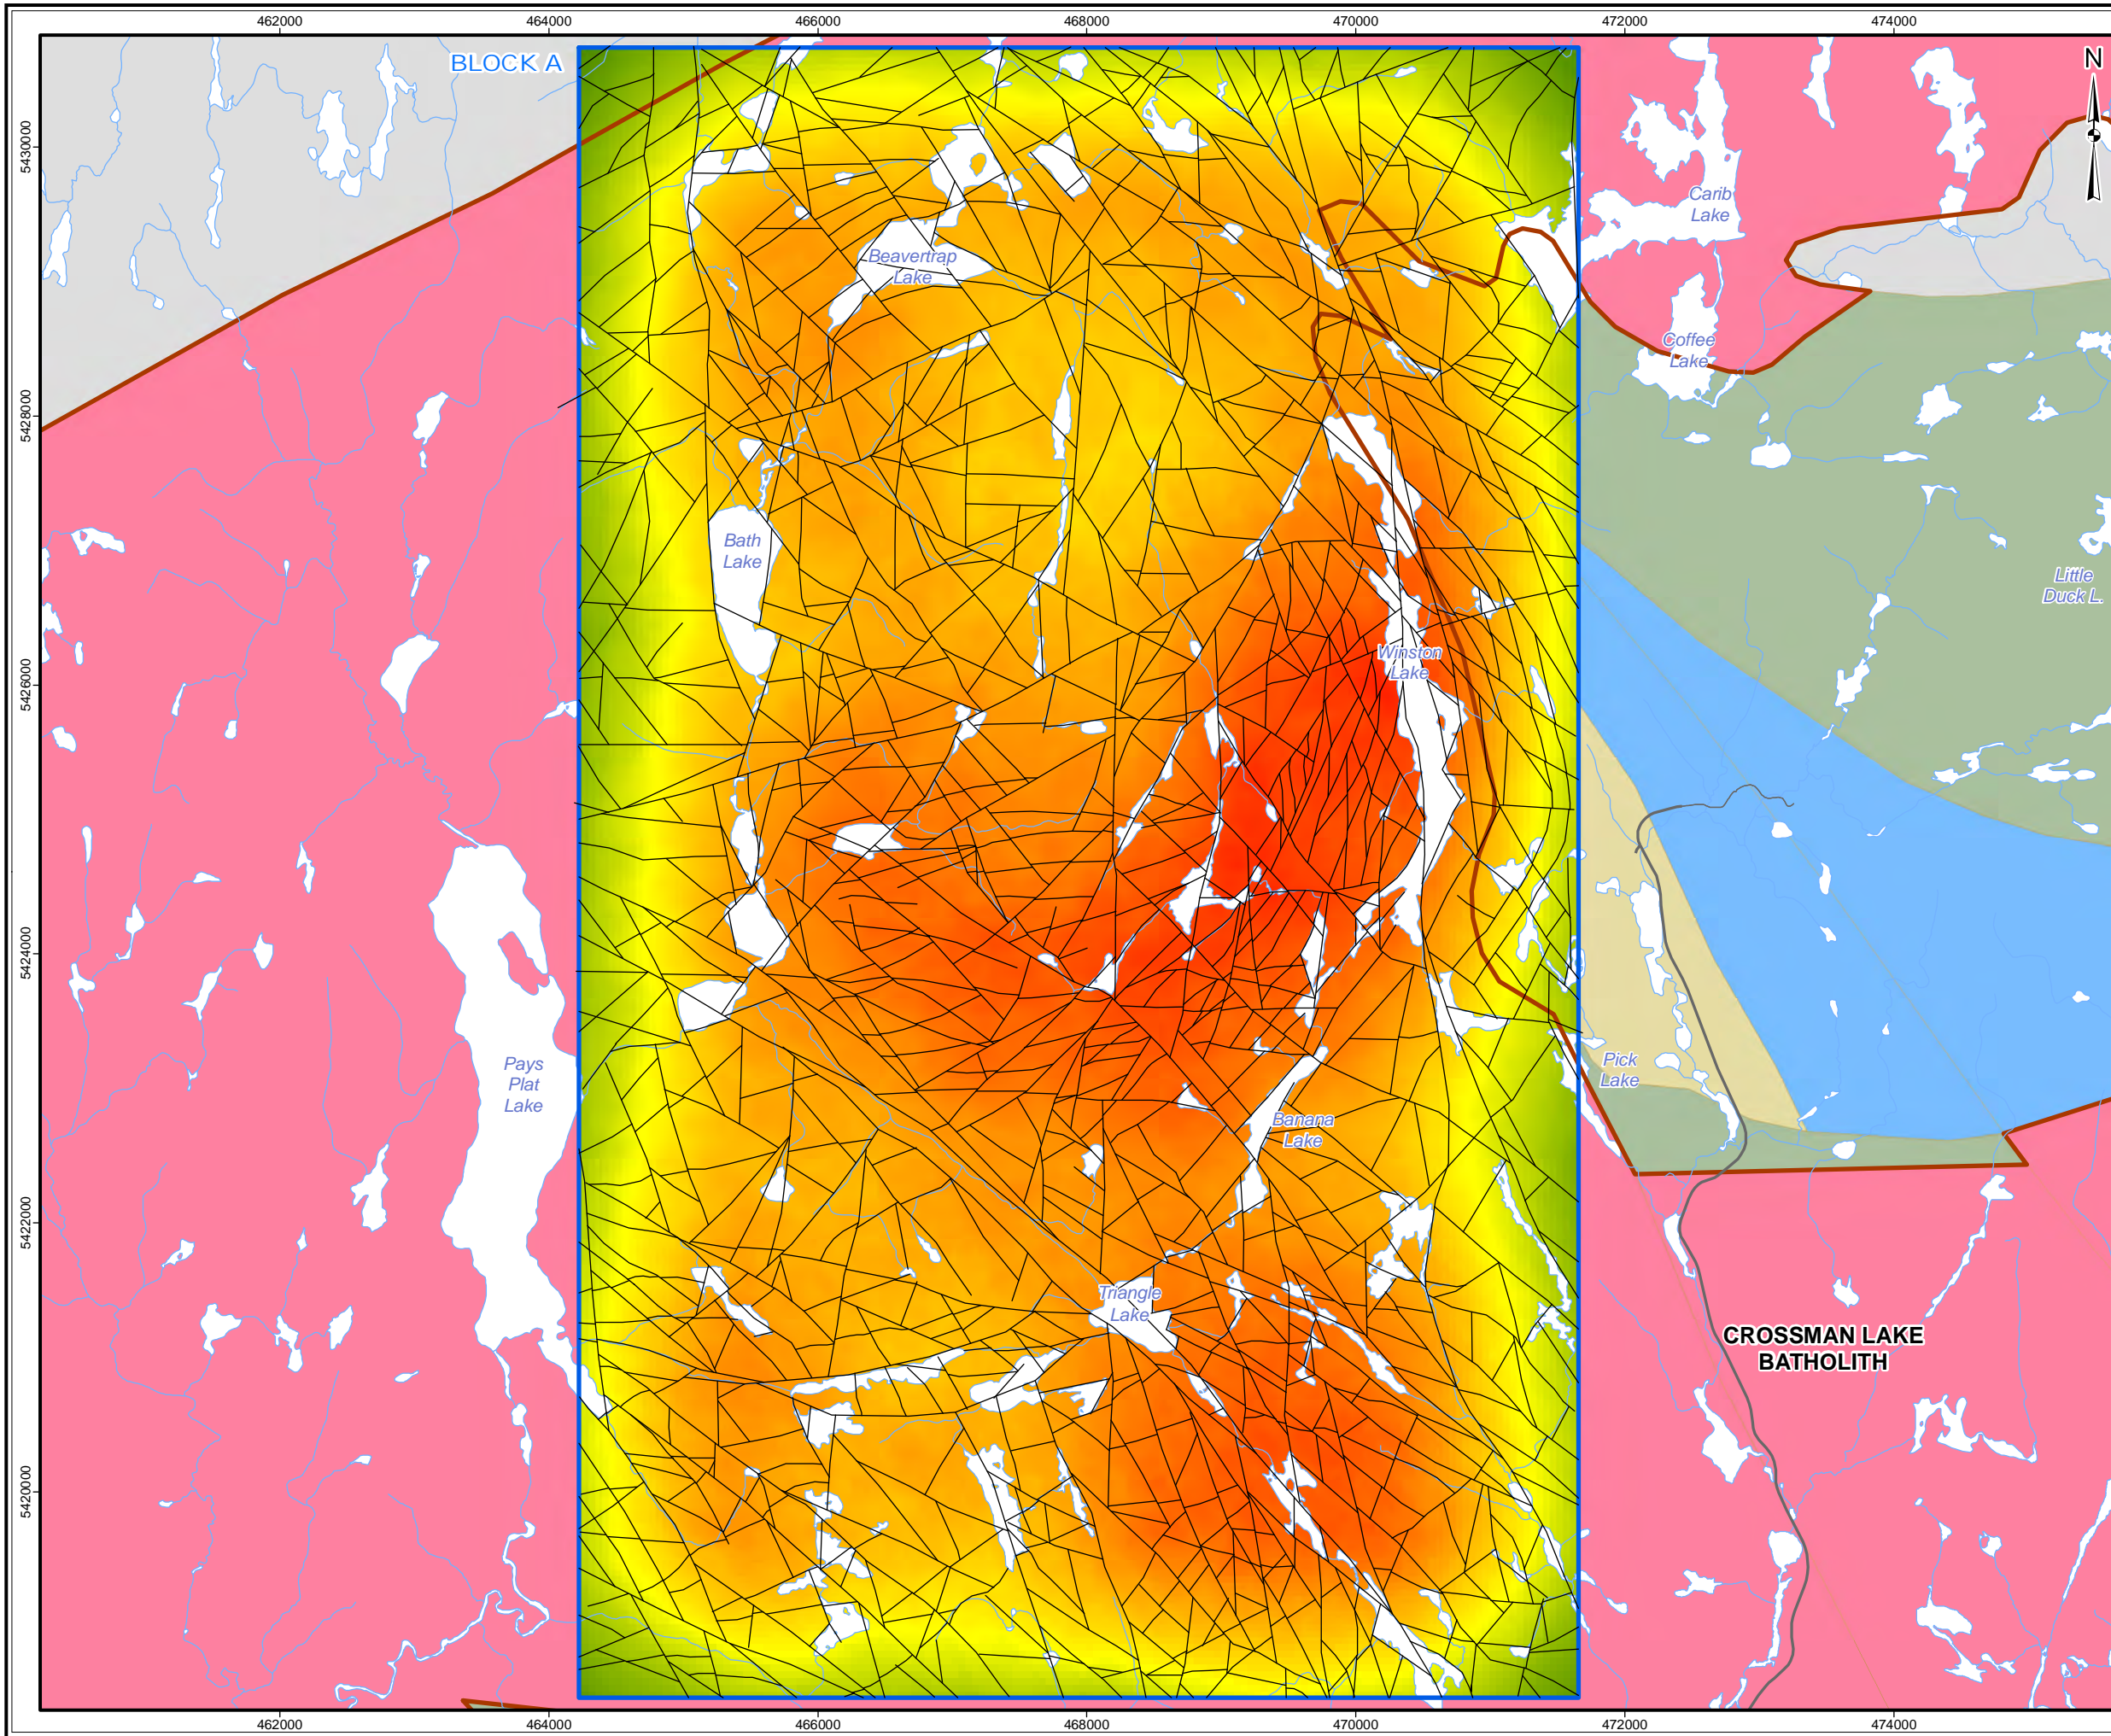 462000
464000
466000
468000
470000
472000
474000
BLOCK A
N
5430000
Carib
Lake
Beavertrap
Lake
Coffee
Lake
5428000
Bath
Lake
Little
Duck L.
Winston
Lake
5426000
5424000
Pays
Plat
Lake
Pick
Lake
Banana
Lake
5422000
Triangle
Lake
CROSSMAN LAKE
BATHOLITH
5420000
462000
464000
466000
468000
470000
472000
474000